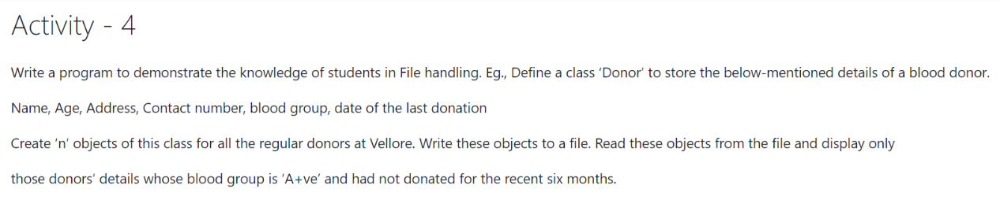 Activity - 4
Write a program to demonstrate the knowledge of students in File handling. Eg., Define a class ‘Donor’ to store the below-mentioned details of a blood donor.
Name, Age, Address, Contact number, blood group, date of the last donation
Create ‘n’ objects of this class for all the regular donors at Vellore. Write these objects to a file. Read these objects from the file and display only
those donors’ details whose blood group is ‘A+ve’ and had not donated for the recent six months.